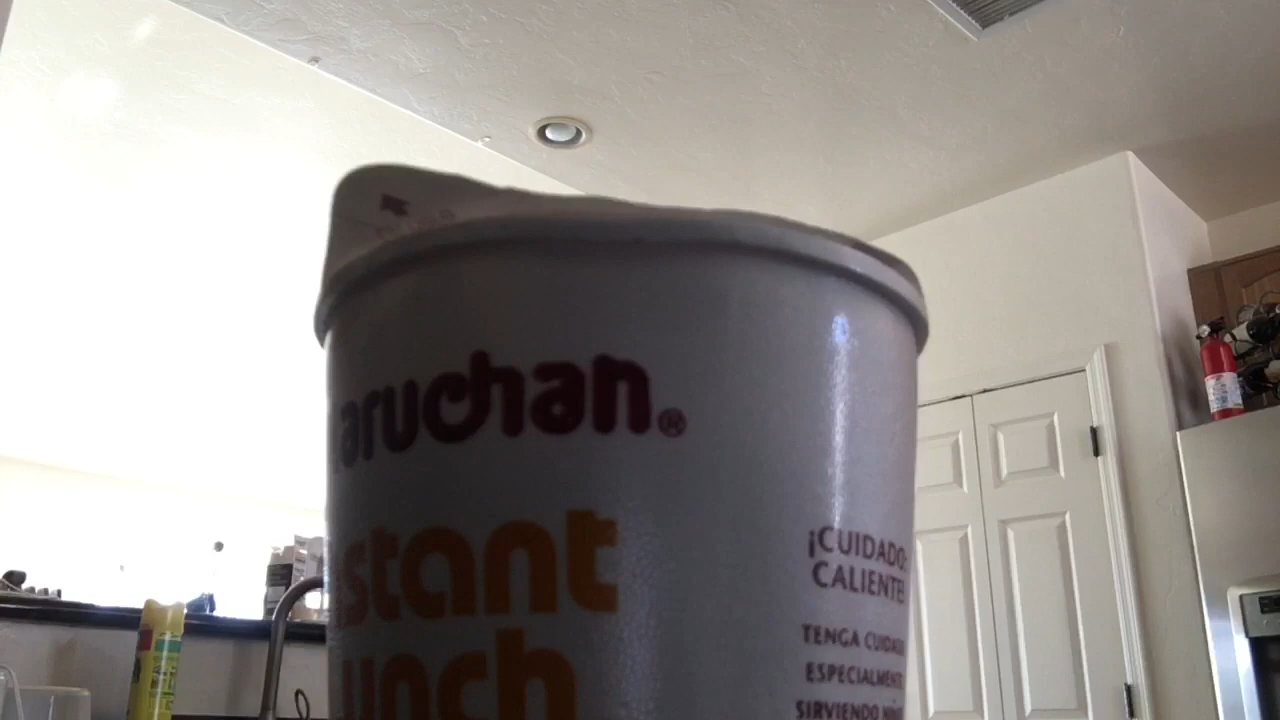 aruchan®
stant
unch
¡CUIDADO:
CALIENTE!
TENGA CUIDAD
ESPECIALMENT
SIRVIENDO